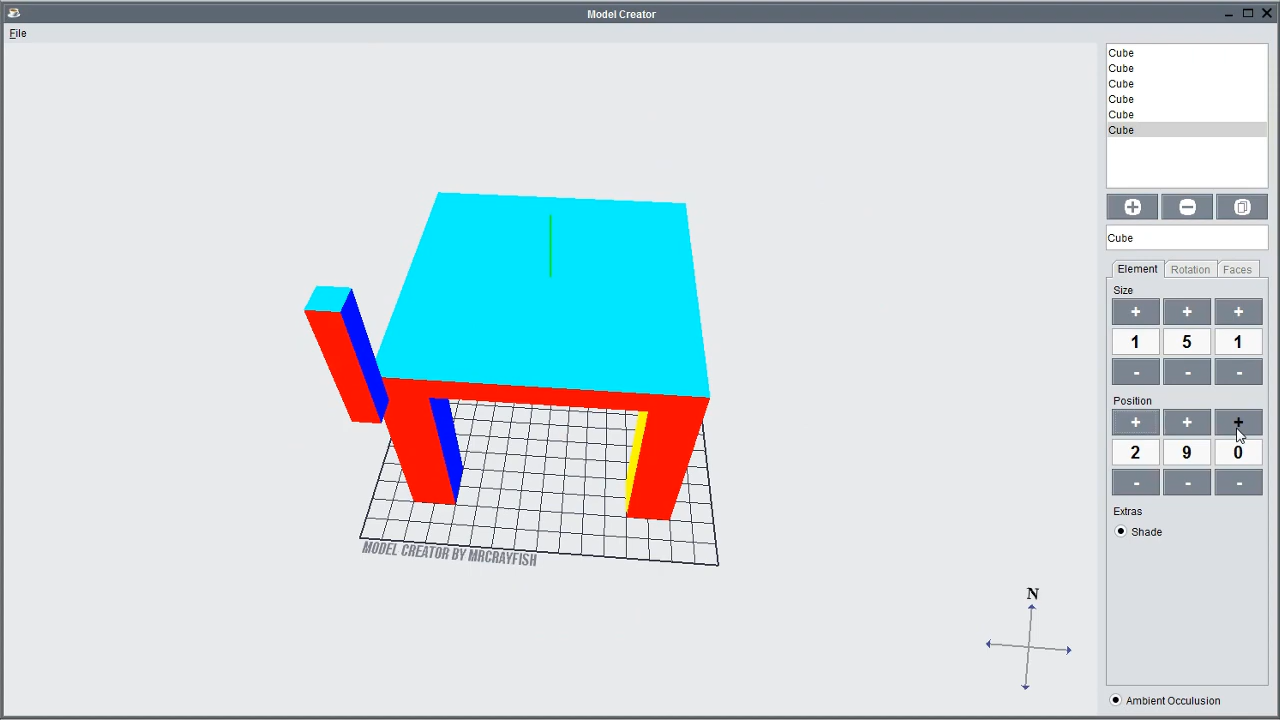 Model Creator
File
Cube
Cube
Cube
Cube
Cube
Cube
Cube
Element Rotation Faces
Size
+ + +
1 5 1
- - -
Position
+ + +
2 9 0
- - -
Extras
Shade
MODEL CREATOR BY MRCRAYFISH
N
Ambient Occulusion